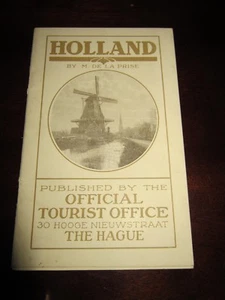 HOLLAND
BY M. DE LA PRISE
PUBLISHED BY THE
OFFICIAL
TOURIST OFFICE
30 HOOGE NIEUWSTRAAT
THE HAGUE